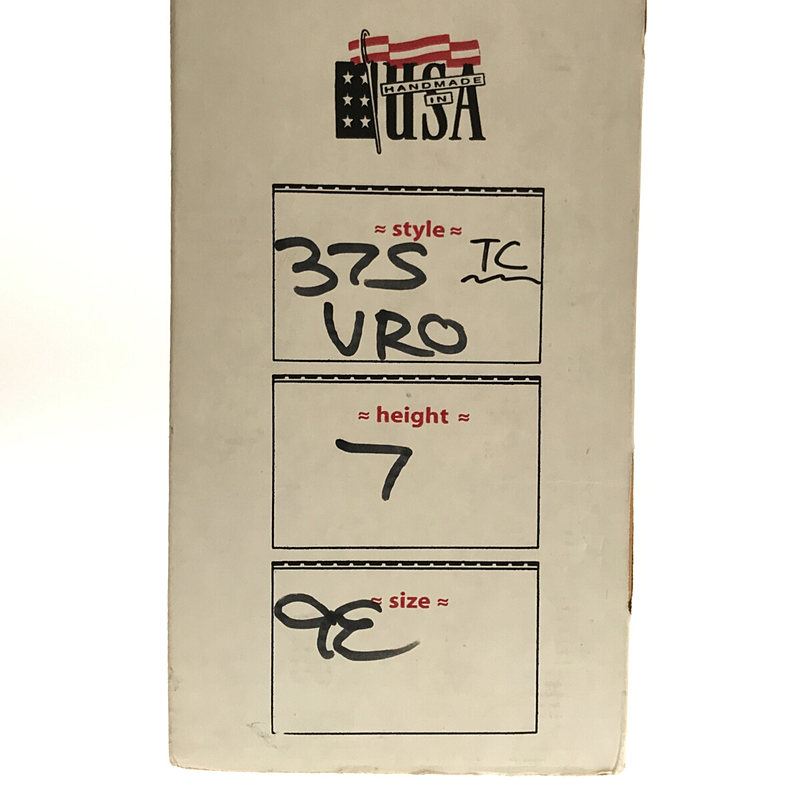 USA
HANDMADE
IN
≈ style ≈
375 TC
VRO
≈ height ≈
7
≈ size ≈
9E